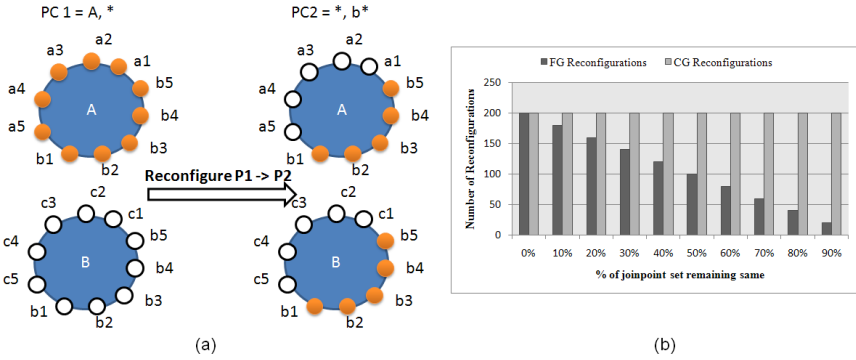 PC 1 = A, *
PC2 = *, b*
a3
a2
a1
a4
b5
A
b4
a5
b3
b1
b2
a3
a2
a1
a4
b5
A
b4
a5
b3
b1
b2
Reconfigure P1 -> P2
c3
c2
c1
c4
b5
B
b4
c5
b3
b1
b2
c3
c2
c1
c4
b5
B
b4
c5
b3
b1
b2
(a)
FG Reconfigurations
CG Reconfigurations
Number of Reconfigurations
250
200
150
100
50
0
0% 10% 20% 30% 40% 50% 60% 70% 80% 90%
% of joinpoint set remaining same
(b)